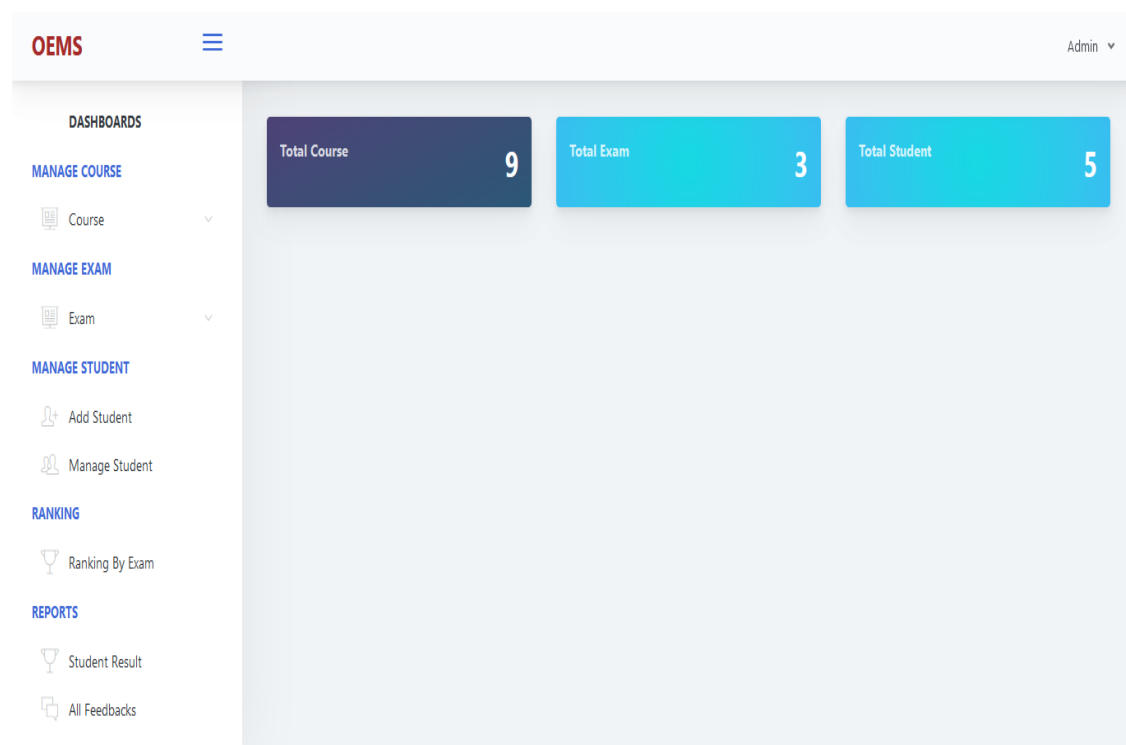 OEMS
Admin
DASHBOARDS
MANAGE COURSE
Course
MANAGE EXAM
Exam
MANAGE STUDENT
Add Student
Manage Student
RANKING
Ranking By Exam
REPORTS
Student Result
All Feedbacks
Total Course
9
Total Exam
3
Total Student
5